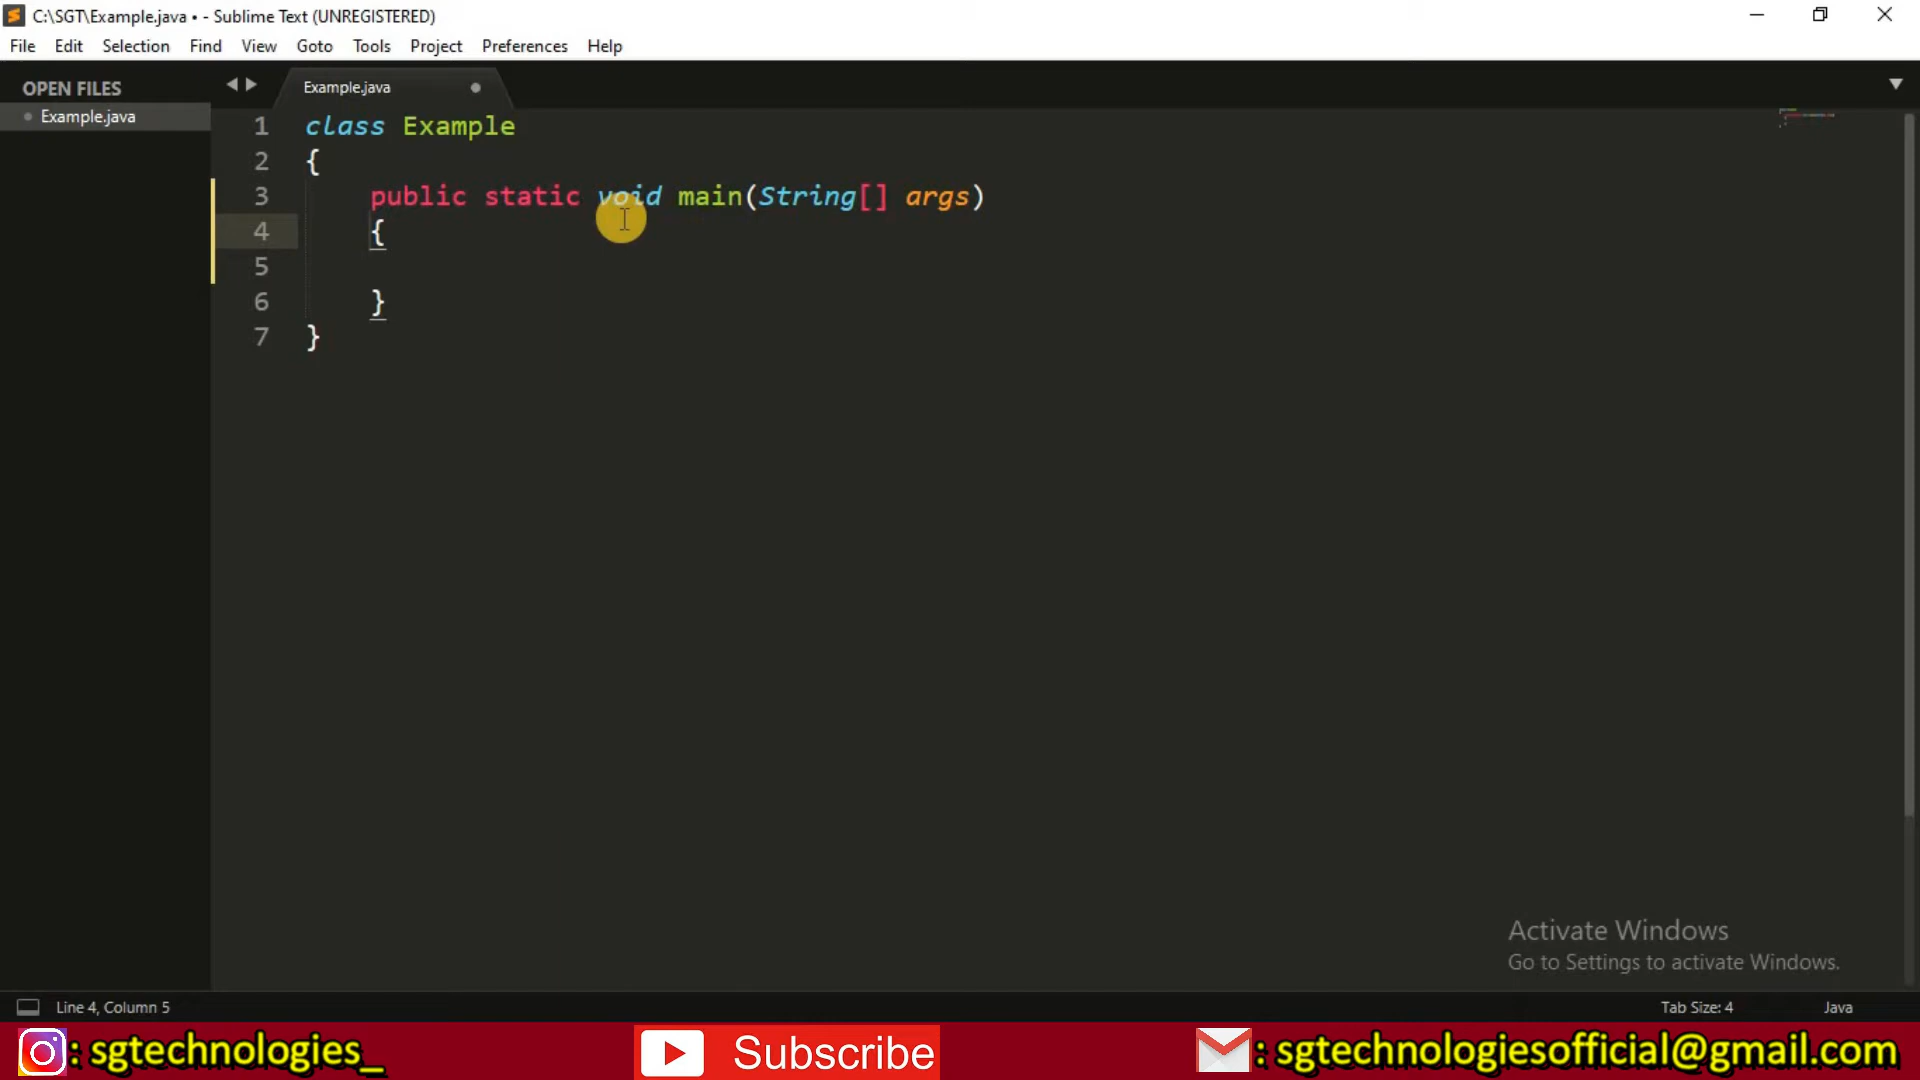 C:\SGT\Example.java • - Sublime Text (UNREGISTERED)
File Edit Selection Find View Goto Tools Project Preferences Help
OPEN FILES
Example.java
Example.java
1 class Example
2 {
3 public static void main(String[] args)
4 {
5
6 }
7 }
Activate Windows
Go to Settings to activate Windows.
Line 4, Column 5
Tab Size: 4
Java
: sgtechnologies_
Subscribe
: sgtechnologiesofficial@gmail.com